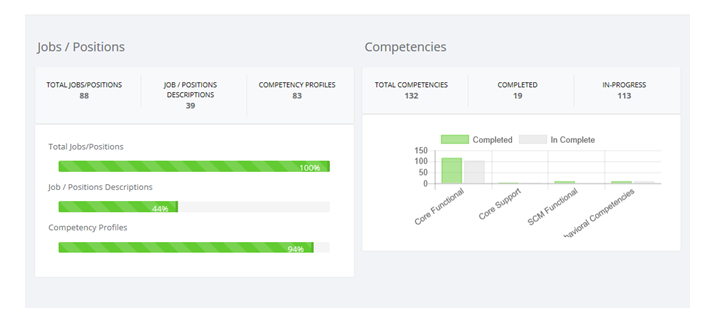 Jobs / Positions
TOTAL JOBS/POSITIONS
88
JOB / POSITIONS
DESCRIPTIONS
39
COMPETENCY PROFILES
83
Total Jobs/Positions
100%
Job / Positions Descriptions
44%
Competency Profiles
94%
Competencies
TOTAL COMPETENCIES
132
COMPLETED
19
IN-PROGRESS
113
Completed
In Complete
150
100
50
0
Core Functional
Core Support
SCM Functional
havioral Competencies